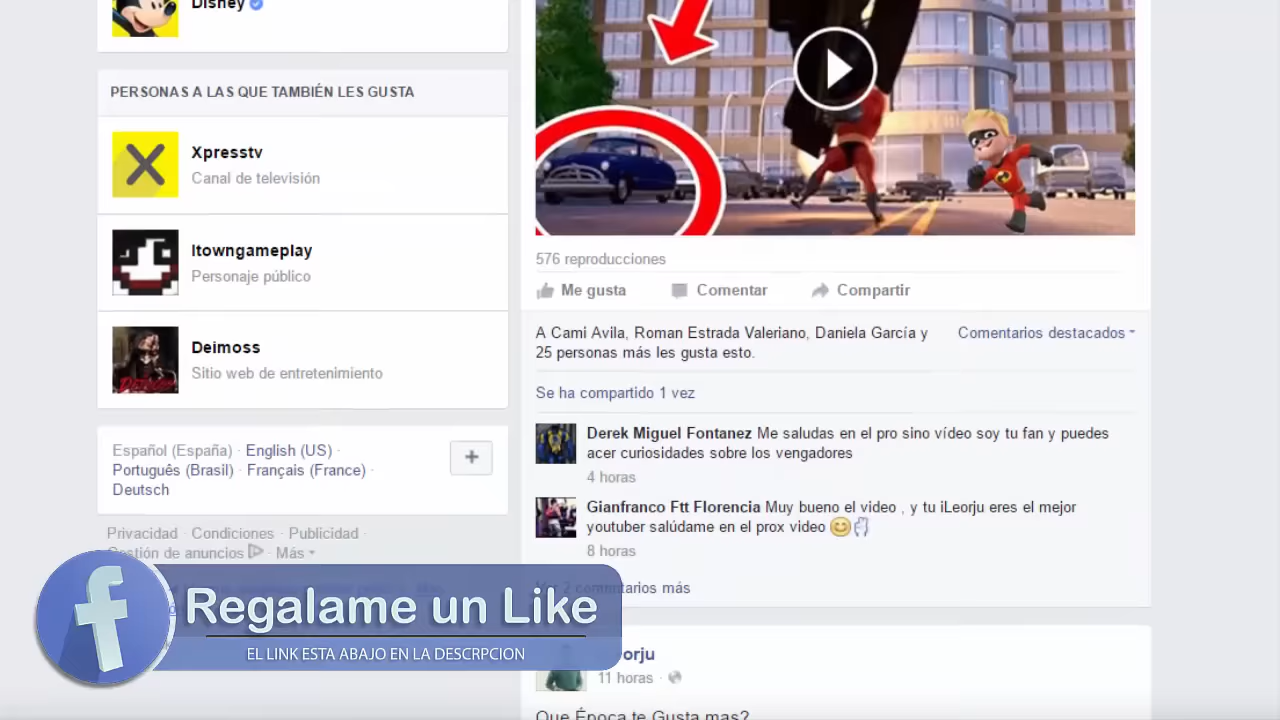 Disney
PERSONAS A LAS QUE TAMBIÉN LES GUSTA
Xpresstv
Canal de televisión
Itowngameplay
Personaje público
Deimoss
Sitio web de entretenimiento
Español (España) · English (US) ·
Português (Brasil) · Français (France) ·
Deutsch
Privacidad · Condiciones · Publicidad ·
Gestión de anuncios · Más
576 reproducciones
Me gusta Comentar Compartir
A Cami Avila, Roman Estrada Valeriano, Daniela García y
25 personas más les gusta esto.
Comentarios destacados
Se ha compartido 1 vez
Derek Miguel Fontanez Me saludas en el pro sino vídeo soy tu fan y puedes
acer curiosidades sobre los vengadores
4 horas
Gianfranco Ftt Florencia Muy bueno el video , y tu iLeorju eres el mejor
youtuber salúdame en el prox video 😊✌
8 horas
Ver 2 comentarios más
f
Regalame un Like
EL LINK ESTA ABAJO EN LA DESCRPCION
orju
11 horas ·
Que Época te Gusta mas?